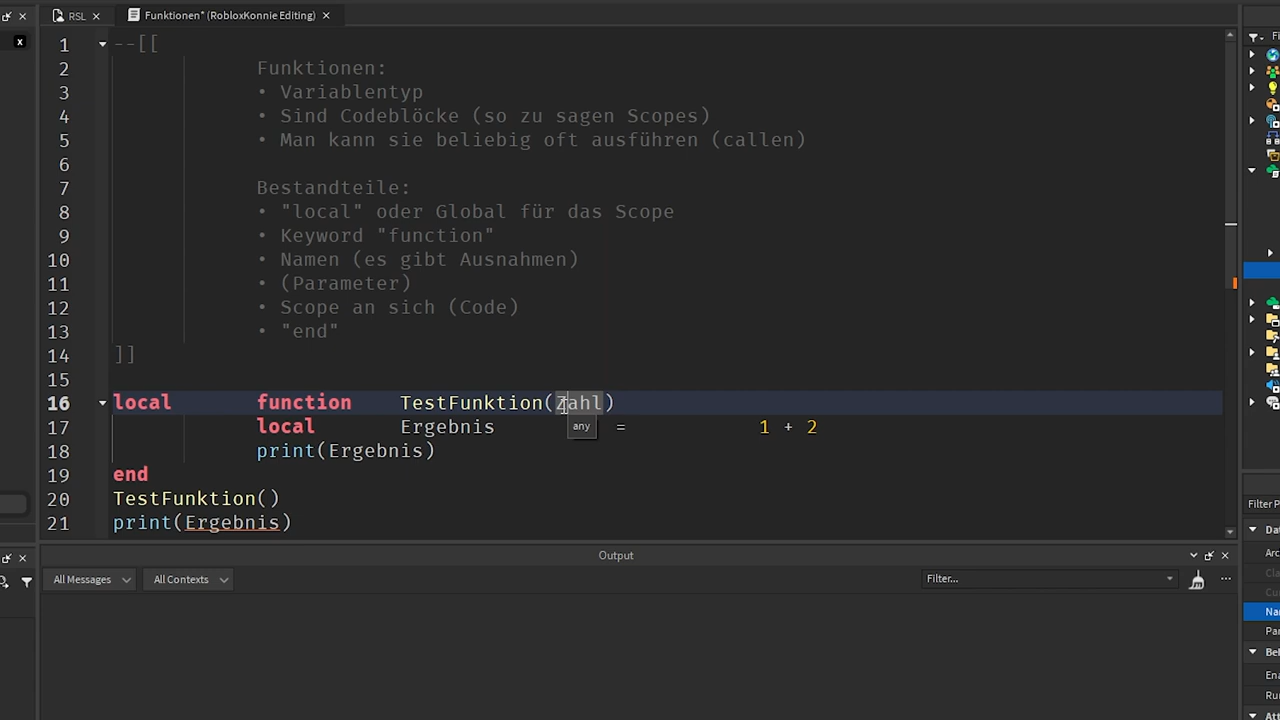 RSL
Funktionen* (RobloxKonnie Editing)
1 --[[
2 Funktionen:
3 • Variablentyp
4 • Sind Codeblöcke (so zu sagen Scopes)
5 • Man kann sie beliebig oft ausführen (callen)
6
7 Bestandteile:
8 • "local" oder Global für das Scope
9 • Keyword "function"
10 • Namen (es gibt Ausnahmen)
11 • (Parameter)
12 • Scope an sich (Code)
13 • "end"
14 ]]
15
16 local function TestFunktion(Zahl)
17 local Ergebnis = 1 + 2
any
18 print(Ergebnis)
19 end
20 TestFunktion()
21 print(Ergebnis)
Output
All Messages All Contexts Filter...
Filter P